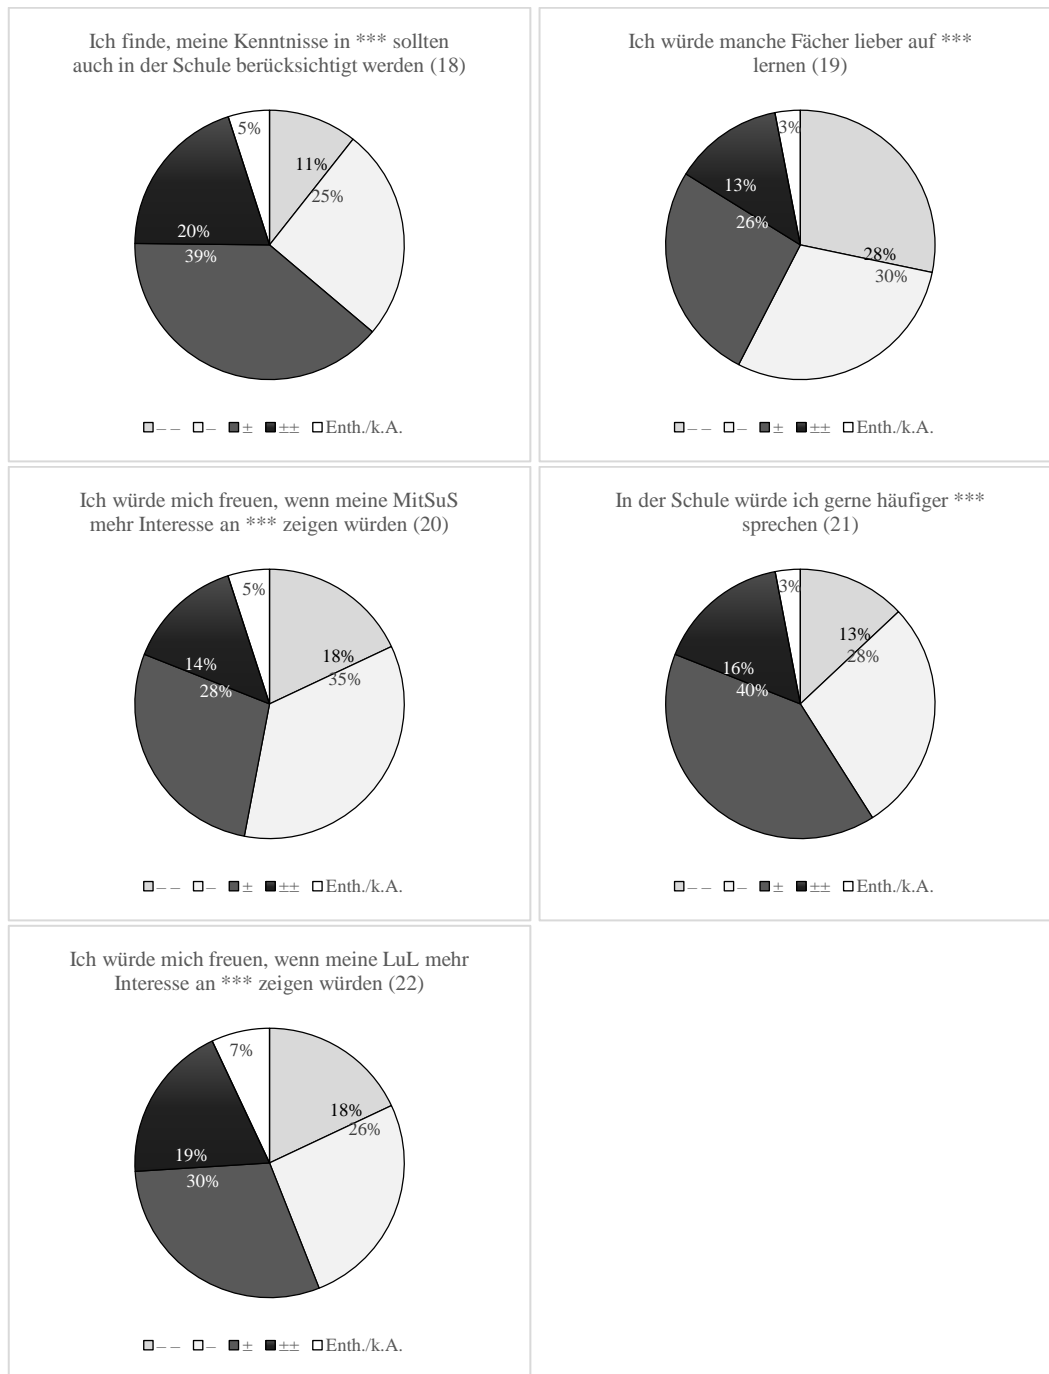 Ich finde, meine Kenntnisse in *** sollten
auch in der Schule berücksichtigt werden (18)
5%
11%
25%
20%
39%
– – – ± ±± Enth./k.A.
Ich würde manche Fächer lieber auf ***
lernen (19)
3%
13%
26%
28%
30%
– – – ± ±± Enth./k.A.
Ich würde mich freuen, wenn meine MitSuS
mehr Interesse an *** zeigen würden (20)
5%
18%
35%
14%
28%
– – – ± ±± Enth./k.A.
In der Schule würde ich gerne häufiger ***
sprechen (21)
3%
13%
28%
16%
40%
– – – ± ±± Enth./k.A.
Ich würde mich freuen, wenn meine LuL mehr
Interesse an *** zeigen würden (22)
7%
18%
26%
19%
30%
– – – ± ±± Enth./k.A.